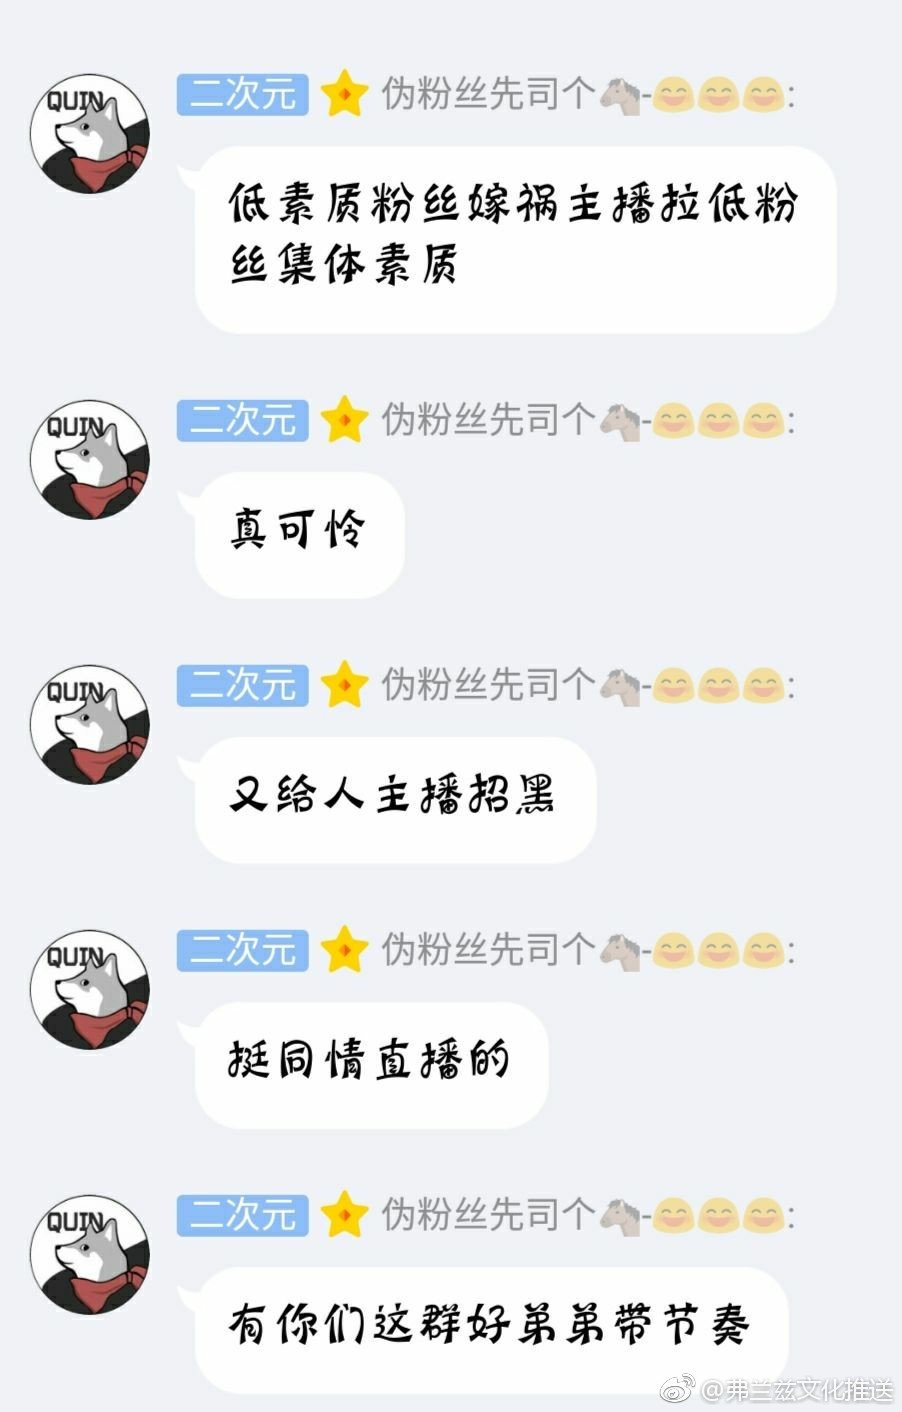 QUIN
二次元 伪粉丝先司个🐴-😄😄😄:
低素质粉丝嫁祸主播拉低粉
丝集体素质
QUIN
二次元 伪粉丝先司个🐴-😄😄😄:
真可怜
QUIN
二次元 伪粉丝先司个🐴-😄😄😄:
又给人主播招黑
QUIN
二次元 伪粉丝先司个🐴-😄😄😄:
挺同情直播的
QUIN
二次元 伪粉丝先司个🐴-😄😄😄:
有你们这群好弟弟带节奏
@弗兰兹文化推送